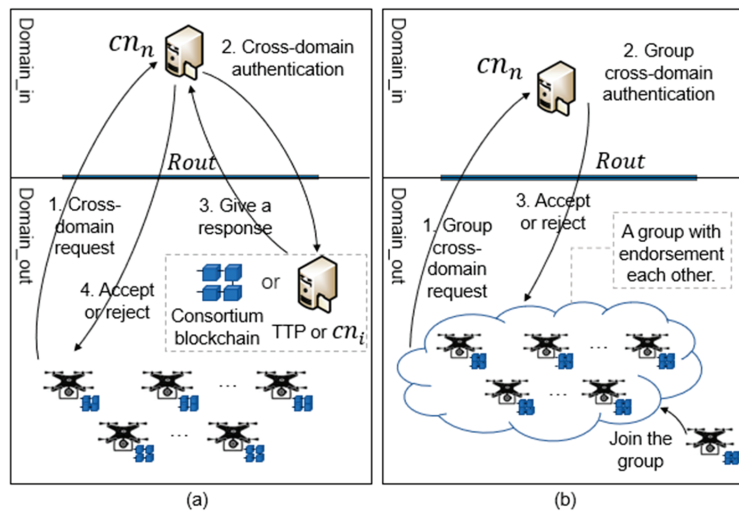 Domain_in
cn_n
2. Cross-domain
authentication
Rout
Domain_out
1. Cross-
domain
request
3. Give a
response
4. Accept
or reject
or
Consortium
blockchain
TTP or cn_i
...
...
(a)
Domain_in
cn_n
2. Group
cross-domain
authentication
Rout
Domain_out
1. Group
cross-
domain
request
3. Accept
or reject
A group with
endorsement
each other.
...
...
Join the
group
(b)